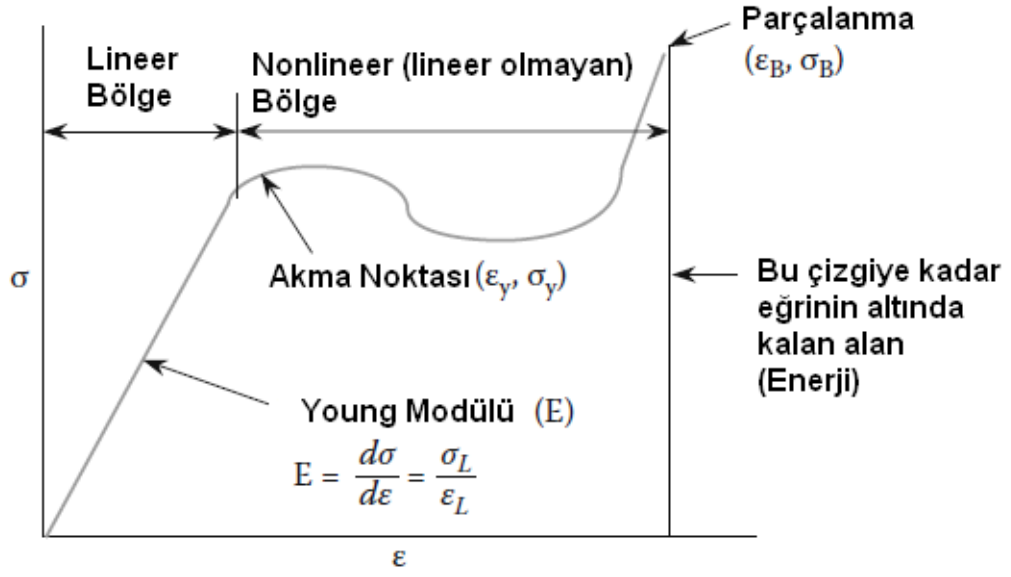 Lineer
Bölge
Nonlineer (lineer olmayan)
Bölge
Parçalanma
(εB, σB)
σ
Akma Noktası (εy, σy)
Bu çizgiye kadar
eğrinin altında
kalan alan
(Enerji)
Young Modülü (E)
E = dσ/dε = σL/εL
ε